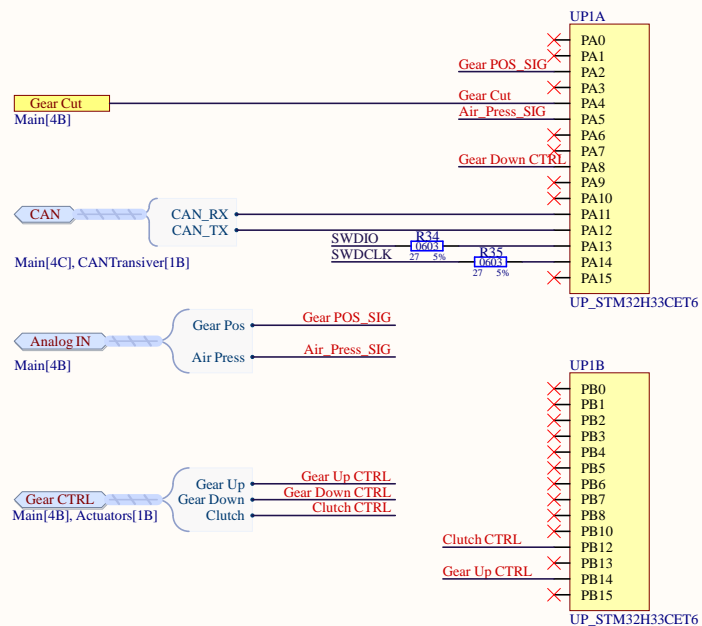 UP1A
PA0
PA1
Gear POS_SIG PA2
PA3
Gear Cut Gear Cut PA4
Main[4B] Air_Press_SIG PA5
PA6
PA7
Gear Down CTRL PA8
PA9
PA10
CAN CAN_RX PA11
CAN_TX PA12
SWDIO R34 0603 27 5% PA13
SWDCLK R35 0603 27 5% PA14
Main[4C], CANTransiver[1B]
PA15
UP_STM32H33CET6
Gear Pos Gear POS_SIG
Analog IN
Air Press Air_Press_SIG
Main[4B]
UP1B
PB0
PB1
PB2
PB3
PB4
PB5
Gear Up Gear Up CTRL PB6
Gear CTRL Gear Down Gear Down CTRL PB7
Main[4B], Actuators[1B] Clutch Clutch CTRL PB8
PB10
Clutch CTRL PB12
PB13
Gear Up CTRL PB14
PB15
UP_STM32H33CET6